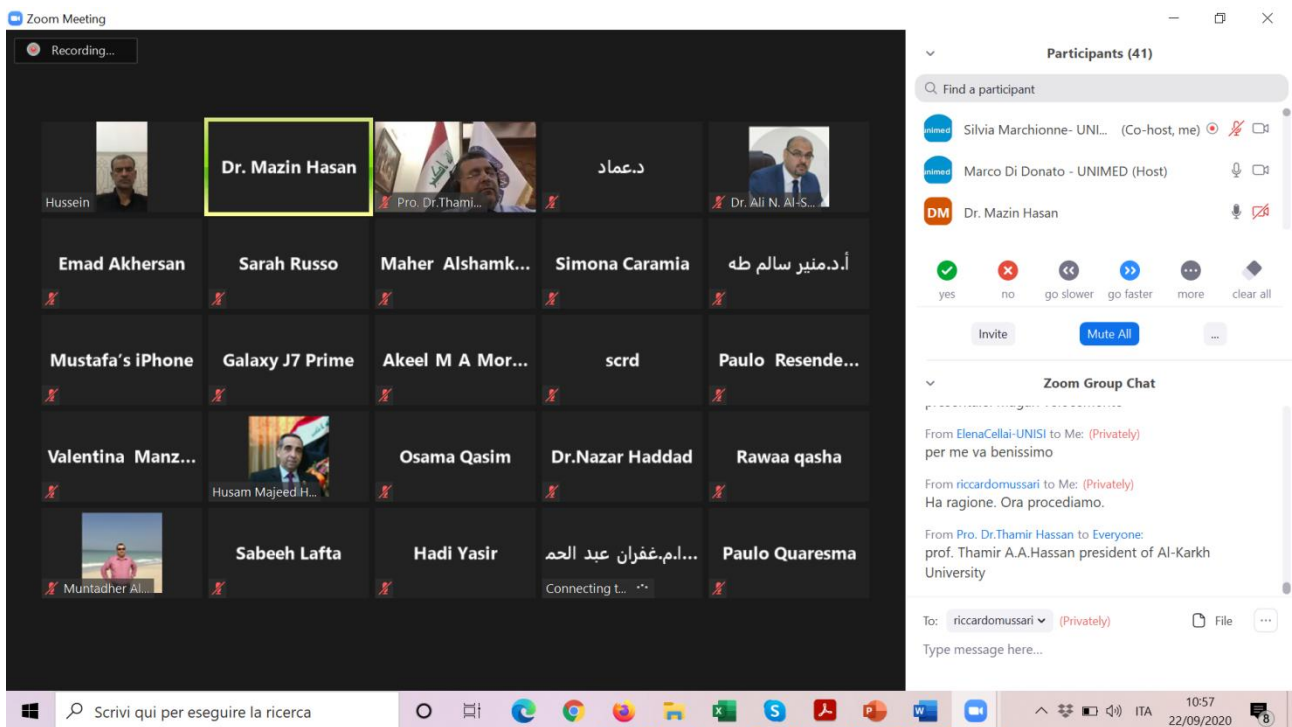 Zoom Meeting
Recording...
Hussein
Dr. Mazin Hasan
Pro. Dr.Thami...
د.عماد
Dr. Ali N. Al-S...
Emad Akhersan
Sarah Russo
Maher Alshamk...
Simona Caramia
أ.د.منير سالم طه
Mustafa's iPhone
Galaxy J7 Prime
Akeel M A Mor...
scrd
Paulo Resende...
Valentina Manz...
Husam Majeed H...
Osama Qasim
Dr.Nazar Haddad
Rawaa qasha
Muntadher Al...
Sabeeh Lafta
Hadi Yasir
ا.م.غفران عبد الحم...
Connecting t...
Paulo Quaresma
Participants (41)
Find a participant
unimed
Silvia Marchionne- UNI... (Co-host, me)
unimed
Marco Di Donato - UNIMED (Host)
DM
Dr. Mazin Hasan
yes
no
go slower
go faster
more
clear all
Invite
Mute All
...
Zoom Group Chat
From ElenaCellai-UNISI to Me: (Privately)
per me va benissimo
From riccardomussari to Me: (Privately)
Ha ragione. Ora procediamo.
From Pro. Dr.Thamir Hassan to Everyone:
prof. Thamir A.A.Hassan president of Al-Karkh
University
To: riccardomussari (Privately)
File
Type message here...
Scrivi qui per eseguire la ricerca
ITA
10:57
22/09/2020
8